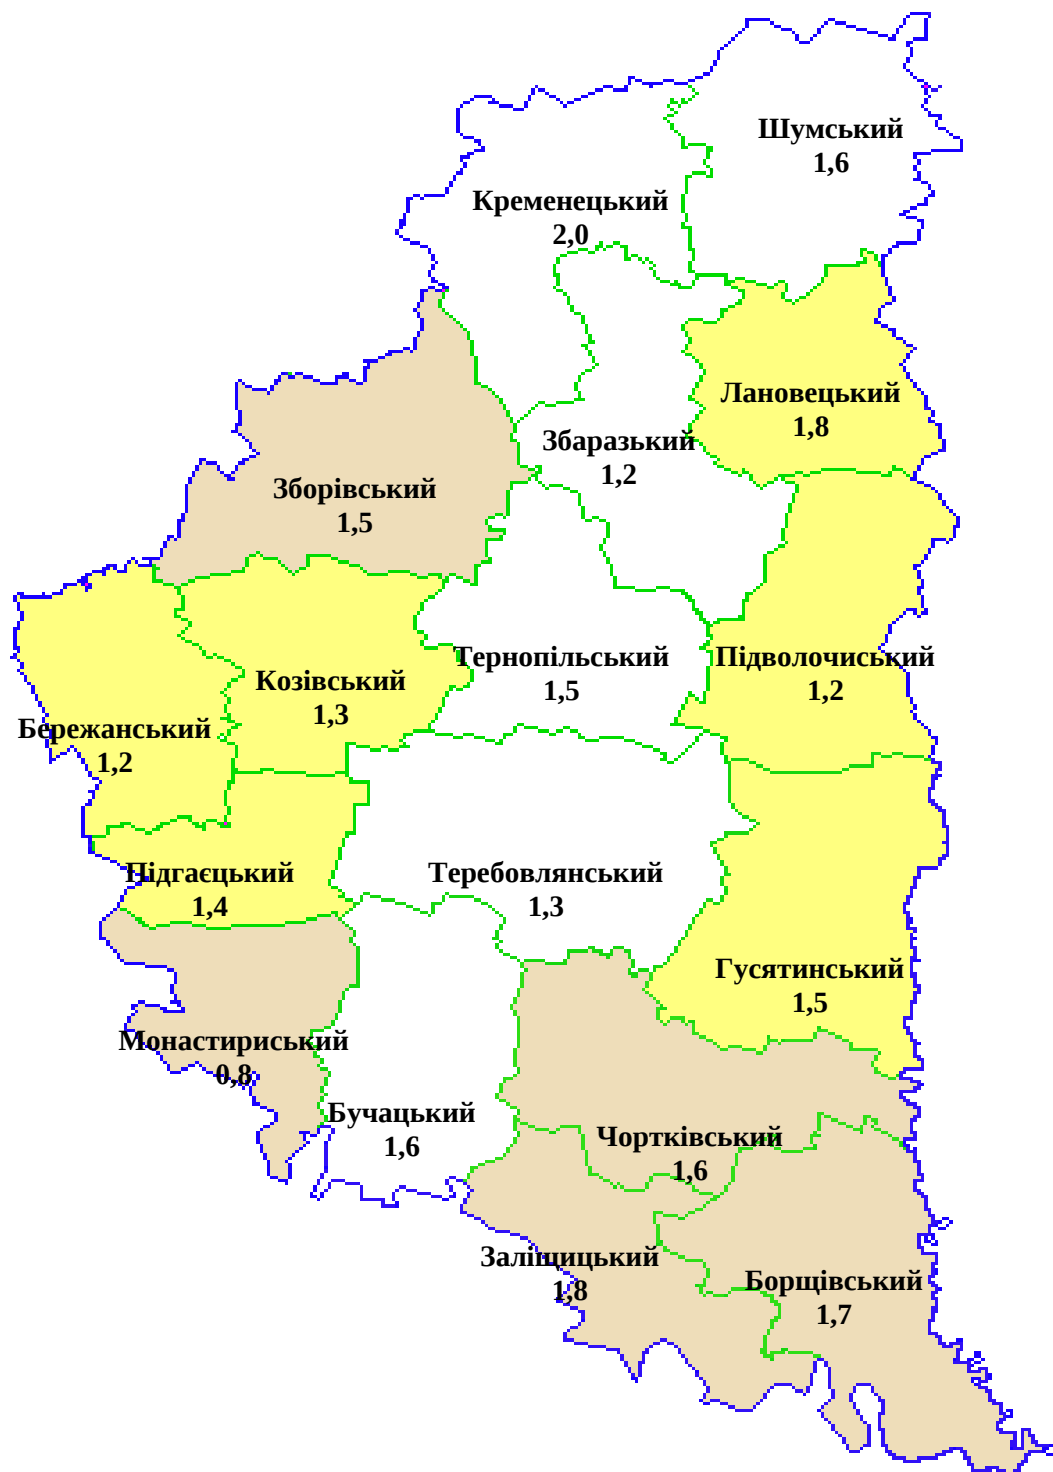 Шумський
1,6
Кременецький
2,0
Лановецький
1,8
Збаразький
1,2
Зборівський
1,5
Тернопільський
1,5
Підволочиський
1,2
Козівський
1,3
Бережанський
1,2
Підгаєцький
1,4
Теребовлянський
1,3
Гусятинський
1,5
Монастириський
0,8
Бучацький
1,6
Чортківський
1,6
Заліщицький
1,8
Борщівський
1,7